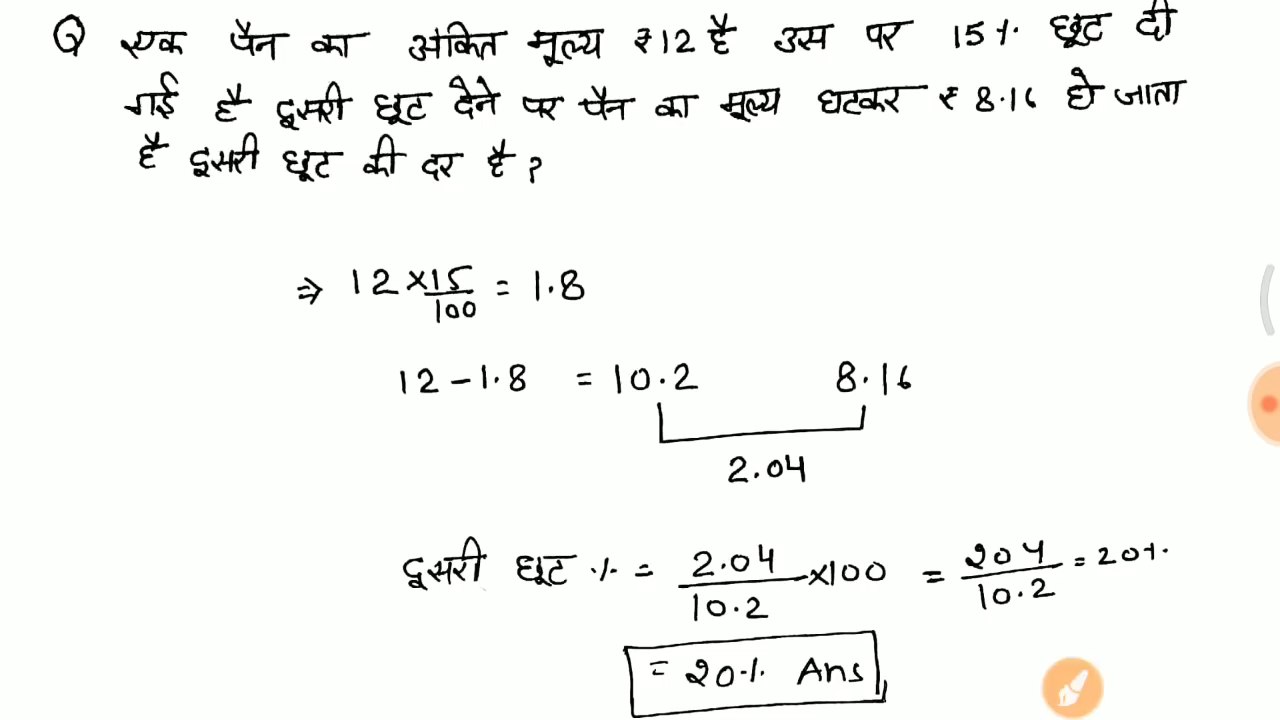 Q एक पैन का अंकित मूल्य ₹12 है उस पर 15% छूट दी
गई है दूसरी छूट देने पर पैन का मूल्य घटकर ₹ 8.16 हो जाता
है दूसरी छूट की दर है ?
⇒ 12 × 15/100 = 1.8
12 - 1.8 = 10.2 8.16
2.04
दूसरी छूट % = 2.04/10.2 × 100 = 204/10.2 = 20%
= 20% Ans